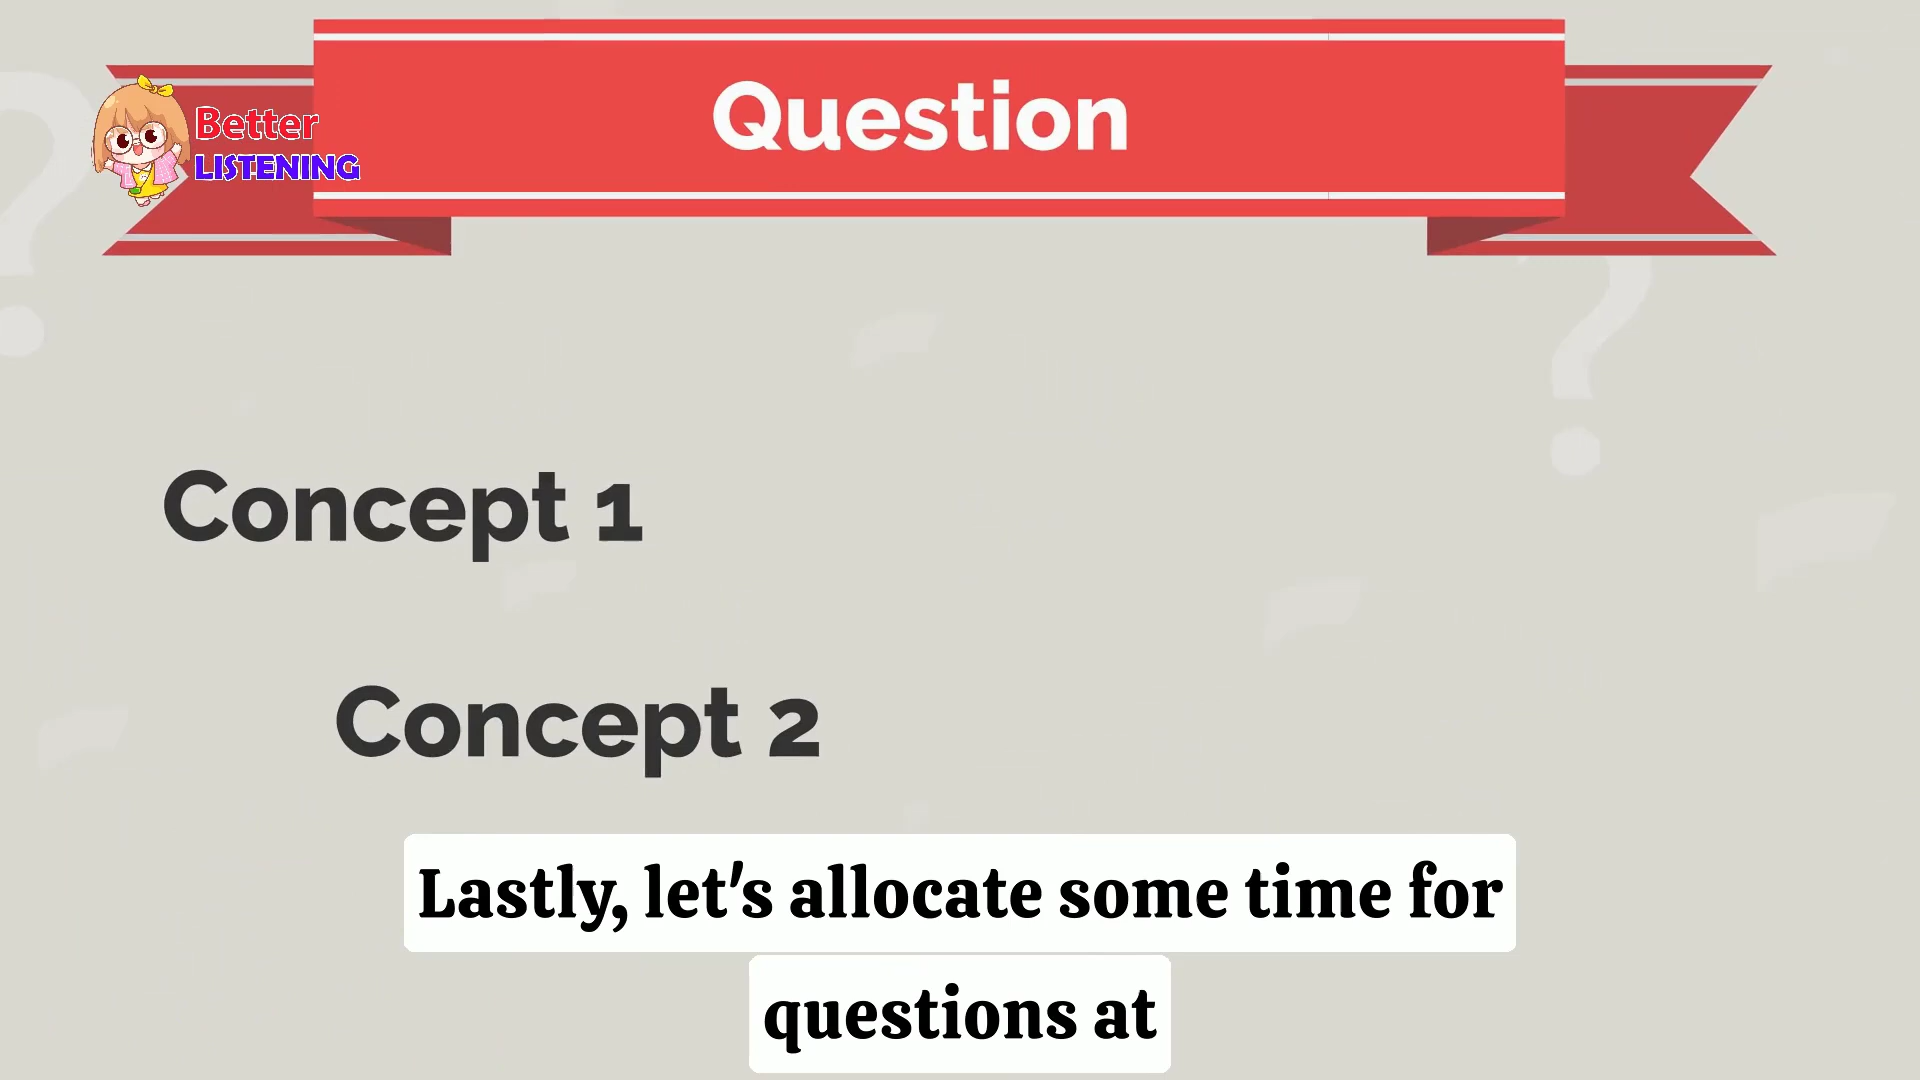 Question
Better
LISTENING
Concept 1
Concept 2
Lastly, let's allocate some time for
questions at